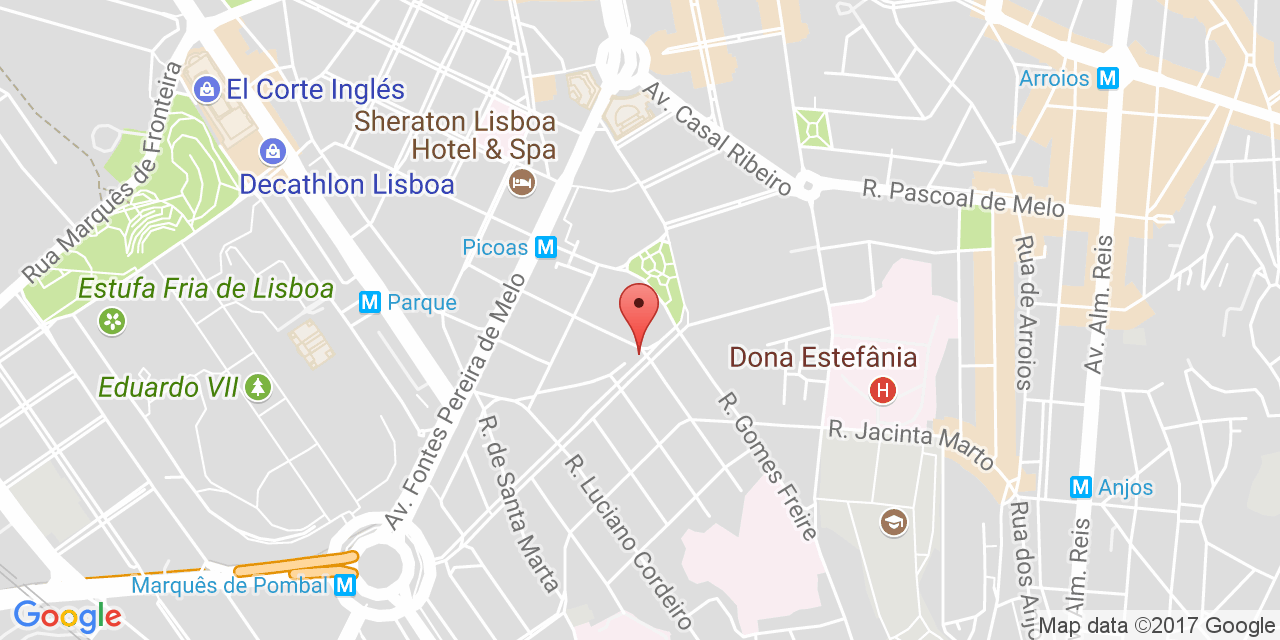 Arroios M
El Corte Inglés
Av. Casal Ribeiro
Rua Marquês de Fronteira
Sheraton Lisboa
Hotel & Spa
Decathlon Lisboa
R. Pascoal de Melo
Picoas M
Estufa Fria de Lisboa
M Parque
Av. Fontes Pereira de Melo
Rua de Arroios
Av. Alm. Reis
Dona Estefânia
H
Eduardo VII
R. Gomes Freire
R. Jacinta Marto
R. de Santa Marta
R. Luciano Cordeiro
M Anjos
Rua dos Anjo
Alm. Reis
Marquês de Pombal M
Google
Map data ©2017 Google